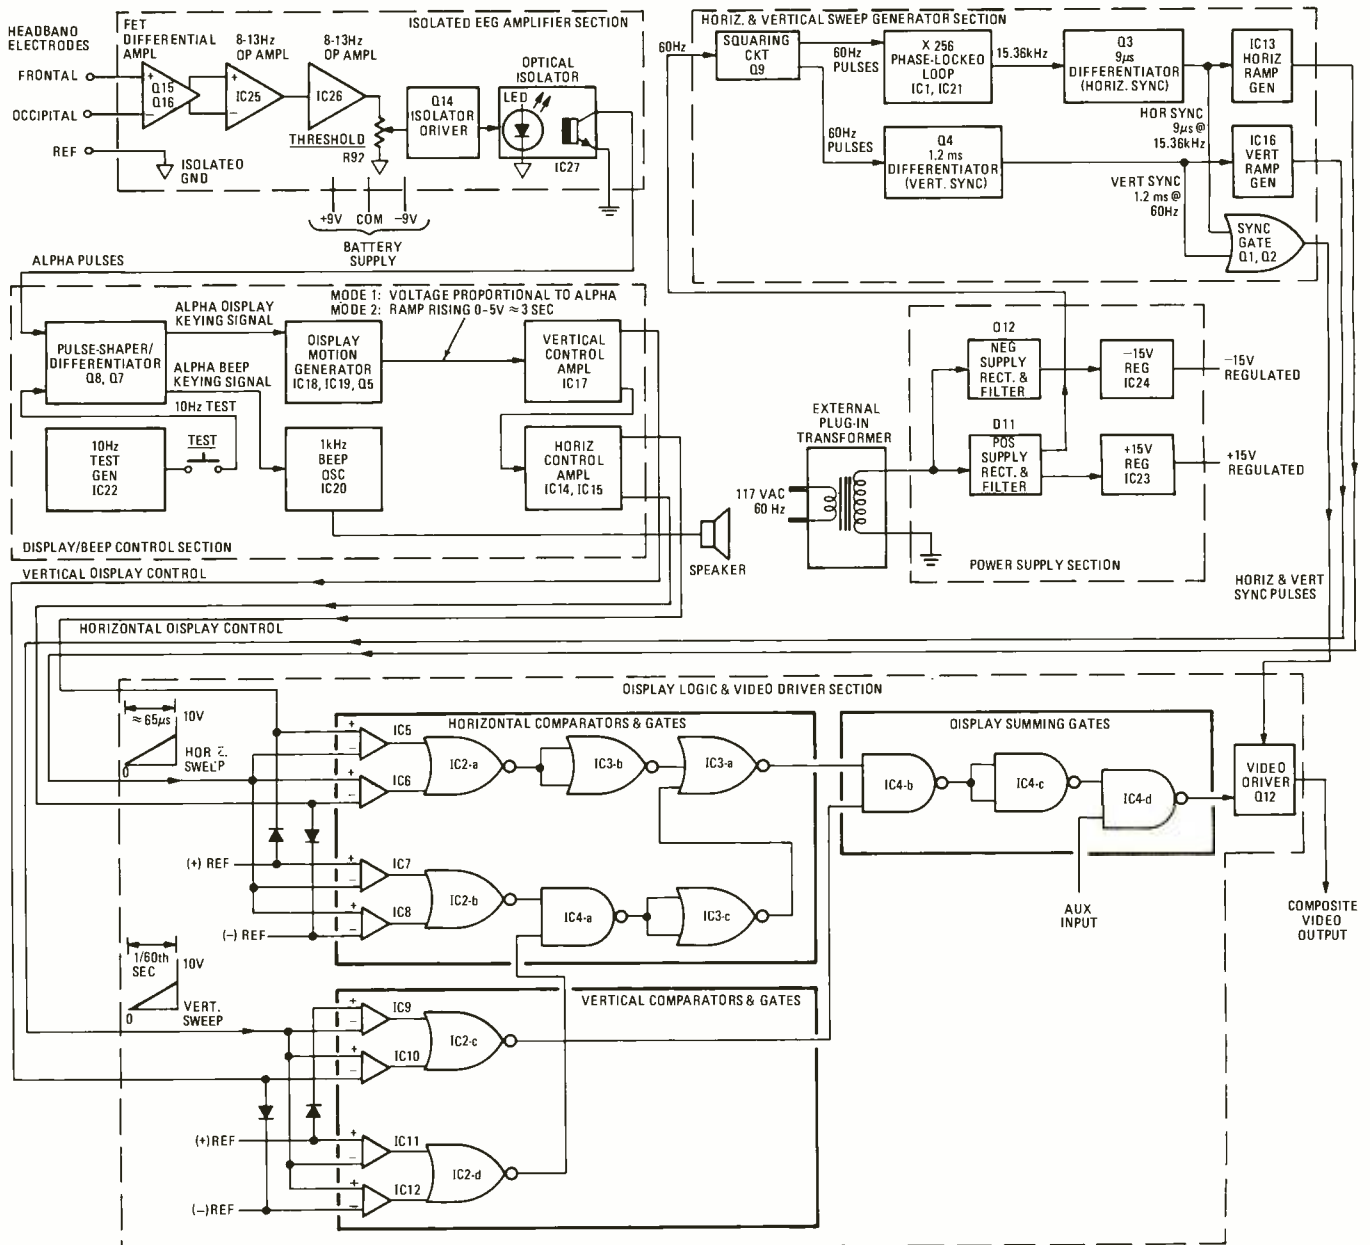 ISOLATED EEG AMPLIFIER SECTION
HEADBAND
ELECTRODES
FRONTAL
OCCIPITAL
REF
FET
DIFFERENTIAL
AMPL
+
−
Q15
Q16
8-13Hz
OP AMPL
IC25
8-13Hz
OP AMPL
IC26
THRESHOLD
R92
ISOLATED
GND
Q14
ISOLATOR
DRIVER
OPTICAL
ISOLATOR
LED
IC27
+9V COM −9V
BATTERY
SUPPLY
ALPHA PULSES
HORIZ. & VERTICAL SWEEP GENERATOR SECTION
60Hz
SQUARING
CKT
Q9
60Hz
PULSES
X 256
PHASE-LOCKED
LOOP
IC1, IC21
15.36kHz
Q3
9µs
DIFFERENTIATOR
(HORIZ. SYNC)
IC13
HORIZ
RAMP
GEN
60Hz
PULSES
Q4
1.2 ms
DIFFERENTIATOR
(VERT. SYNC)
HOR SYNC
9µs @
15.36kHz
IC16
VERT
RAMP
GEN
VERT SYNC
1.2 ms @
60Hz
SYNC
GATE
Q1, Q2
MODE 1: VOLTAGE PROPORTIONAL TO ALPHA
MODE 2: RAMP RISING 0-5V ≈ 3 SEC
PULSE-SHAPER/
DIFFERENTIATOR
Q8, Q7
ALPHA DISPLAY
KEYING SIGNAL
ALPHA BEEP
KEYING SIGNAL
10Hz TEST
DISPLAY
MOTION
GENERATOR
IC18, IC19, Q5
VERTICAL
CONTROL
AMPL
IC17
10Hz
TEST
GEN
IC22
TEST
1kHz
BEEP
OSC
IC20
HORIZ
CONTROL
AMPL
IC14, IC15
DISPLAY/BEEP CONTROL SECTION
SPEAKER
EXTERNAL
PLUG-IN
TRANSFORMER
117 VAC
60 Hz
D12
NEG
SUPPLY
RECT. &
FILTER
−15V
REG
IC24
−15V
REGULATED
D11
POS
SUPPLY
RECT. &
FILTER
+15V
REG
IC23
+15V
REGULATED
POWER SUPPLY SECTION
HORIZ & VERT
SYNC PULSES
VERTICAL DISPLAY CONTROL
HORIZONTAL DISPLAY CONTROL
DISPLAY LOGIC & VIDEO DRIVER SECTION
≈ 65µs
10V
0
HORIZ.
SWEEP
HORIZONTAL COMPARATORS & GATES
+
−
IC5
+
−
IC6
IC2-a
IC3-b
IC3-a
(+) REF
+
−
IC7
+
−
IC8
(−) REF
IC2-b
IC4-a
IC3-c
DISPLAY SUMMING GATES
IC4-b
IC4-c
IC4-d
AUX
INPUT
VIDEO
DRIVER
Q12
COMPOSITE
VIDEO
OUTPUT
1/60th
SEC
10V
0
VERT.
SWEEP
VERTICAL COMPARATORS & GATES
+
−
IC9
+
−
IC10
IC2-c
(+)REF
+
−
IC11
+
−
IC12
(−)REF
IC2-d